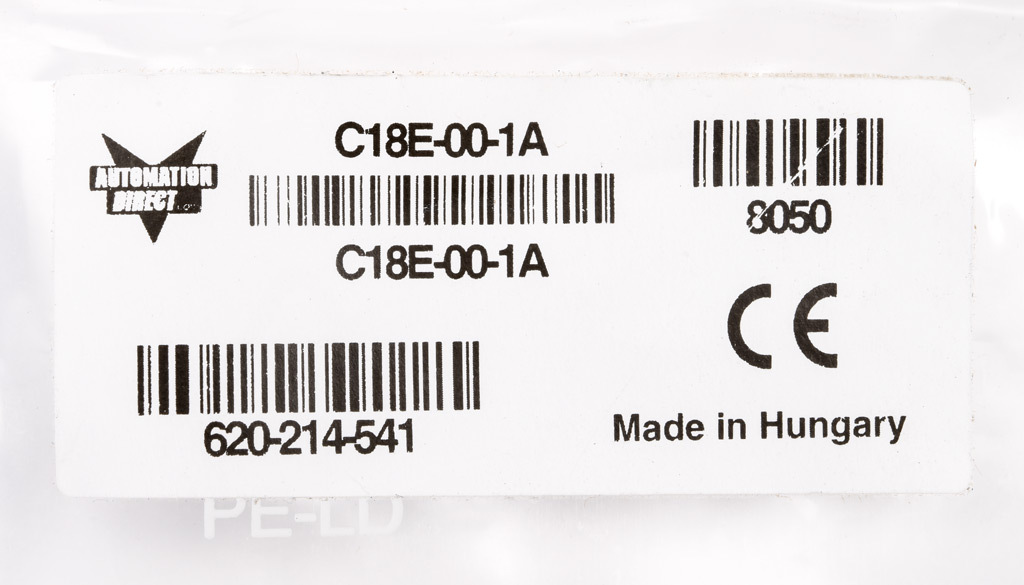 AUTOMATION
DIRECT
C18E-00-1A
C18E-00-1A
8050
CE
620-214-541
Made in Hungary
PE-LD